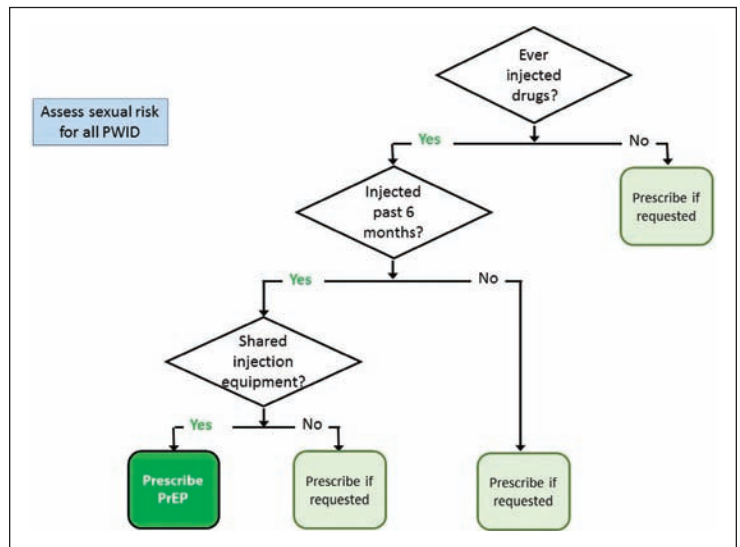 Ever
injected
drugs?
Assess sexual risk
for all PWID
Yes
No
Injected
past 6
months?
Prescribe if
requested
Yes
No
Shared
injection
equipment?
Yes
No
Prescribe
PrEP
Prescribe if
requested
Prescribe if
requested